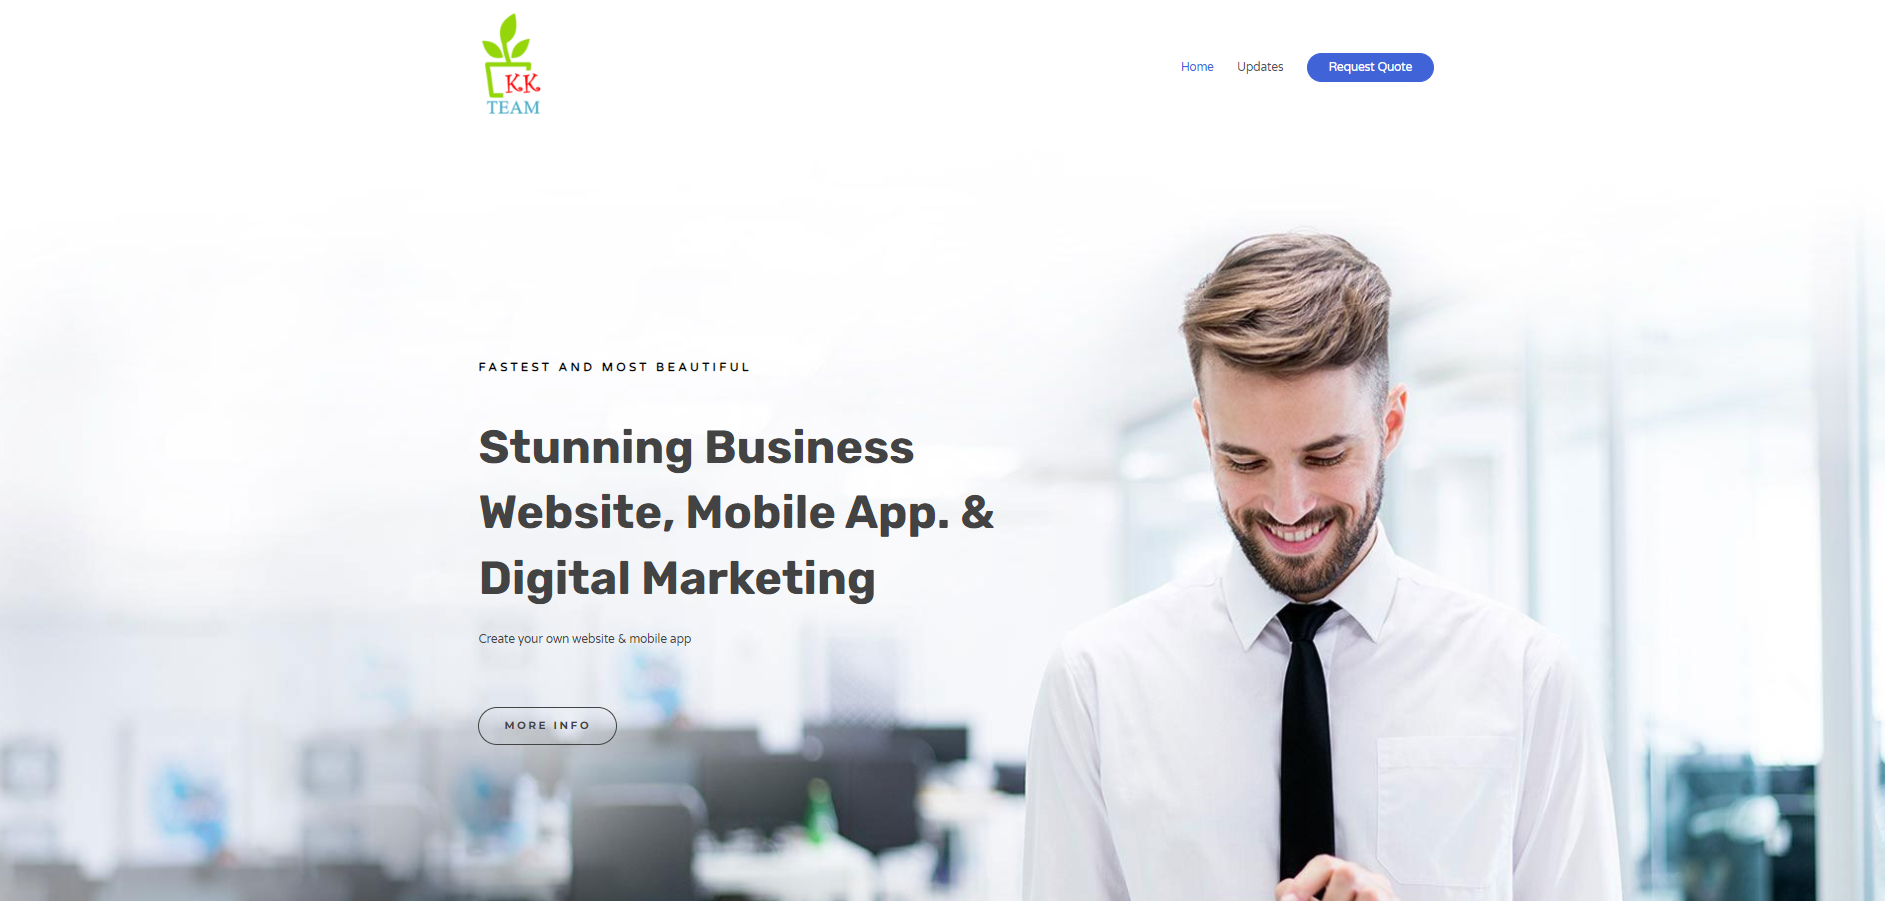 KK
TEAM
Home
Updates
Request Quote
FASTEST AND MOST BEAUTIFUL
Stunning Business
Website, Mobile App. &
Digital Marketing
Create your own website & mobile app
MORE INFO